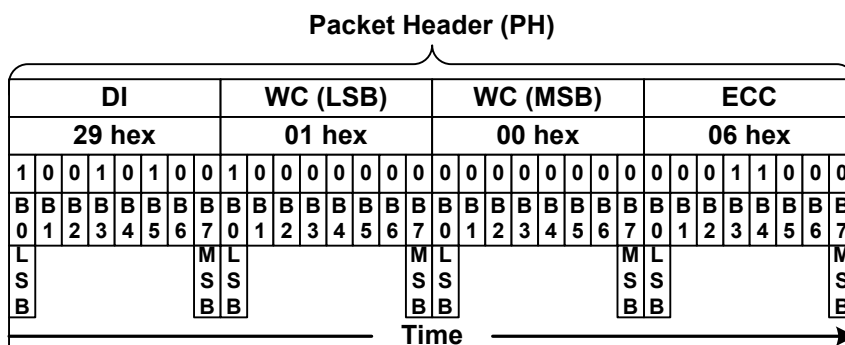 Packet Header (PH)
DI WC (LSB) WC (MSB) ECC
29 hex 01 hex 00 hex 06 hex
1 0 0 1 0 1 0 0 1 0 0 0 0 0 0 0 0 0 0 0 0 0 0 0 0 0 0 1 1 0 0 0
B B B B B B B B B B B B B B B B B B B B B B B B B B B B B B B B
0 1 2 3 4 5 6 7 0 1 2 3 4 5 6 7 0 1 2 3 4 5 6 7 0 1 2 3 4 5 6 7
L M L M L M L M
S S S S S S S S
B B B B B B B B
Time